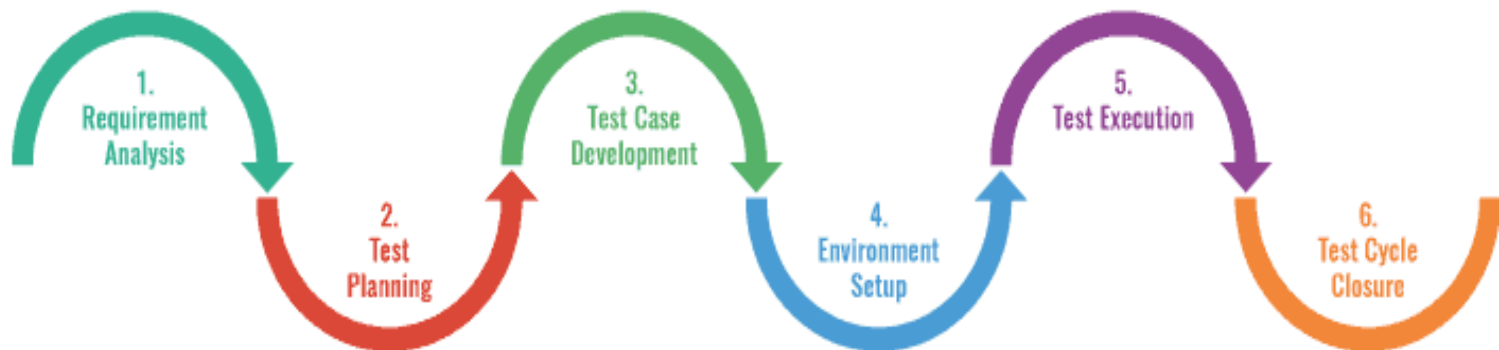 1.
Requirement
Analysis
2.
Test
Planning
3.
Test Case
Development
4.
Environment
Setup
5.
Test Execution
6.
Test Cycle
Closure